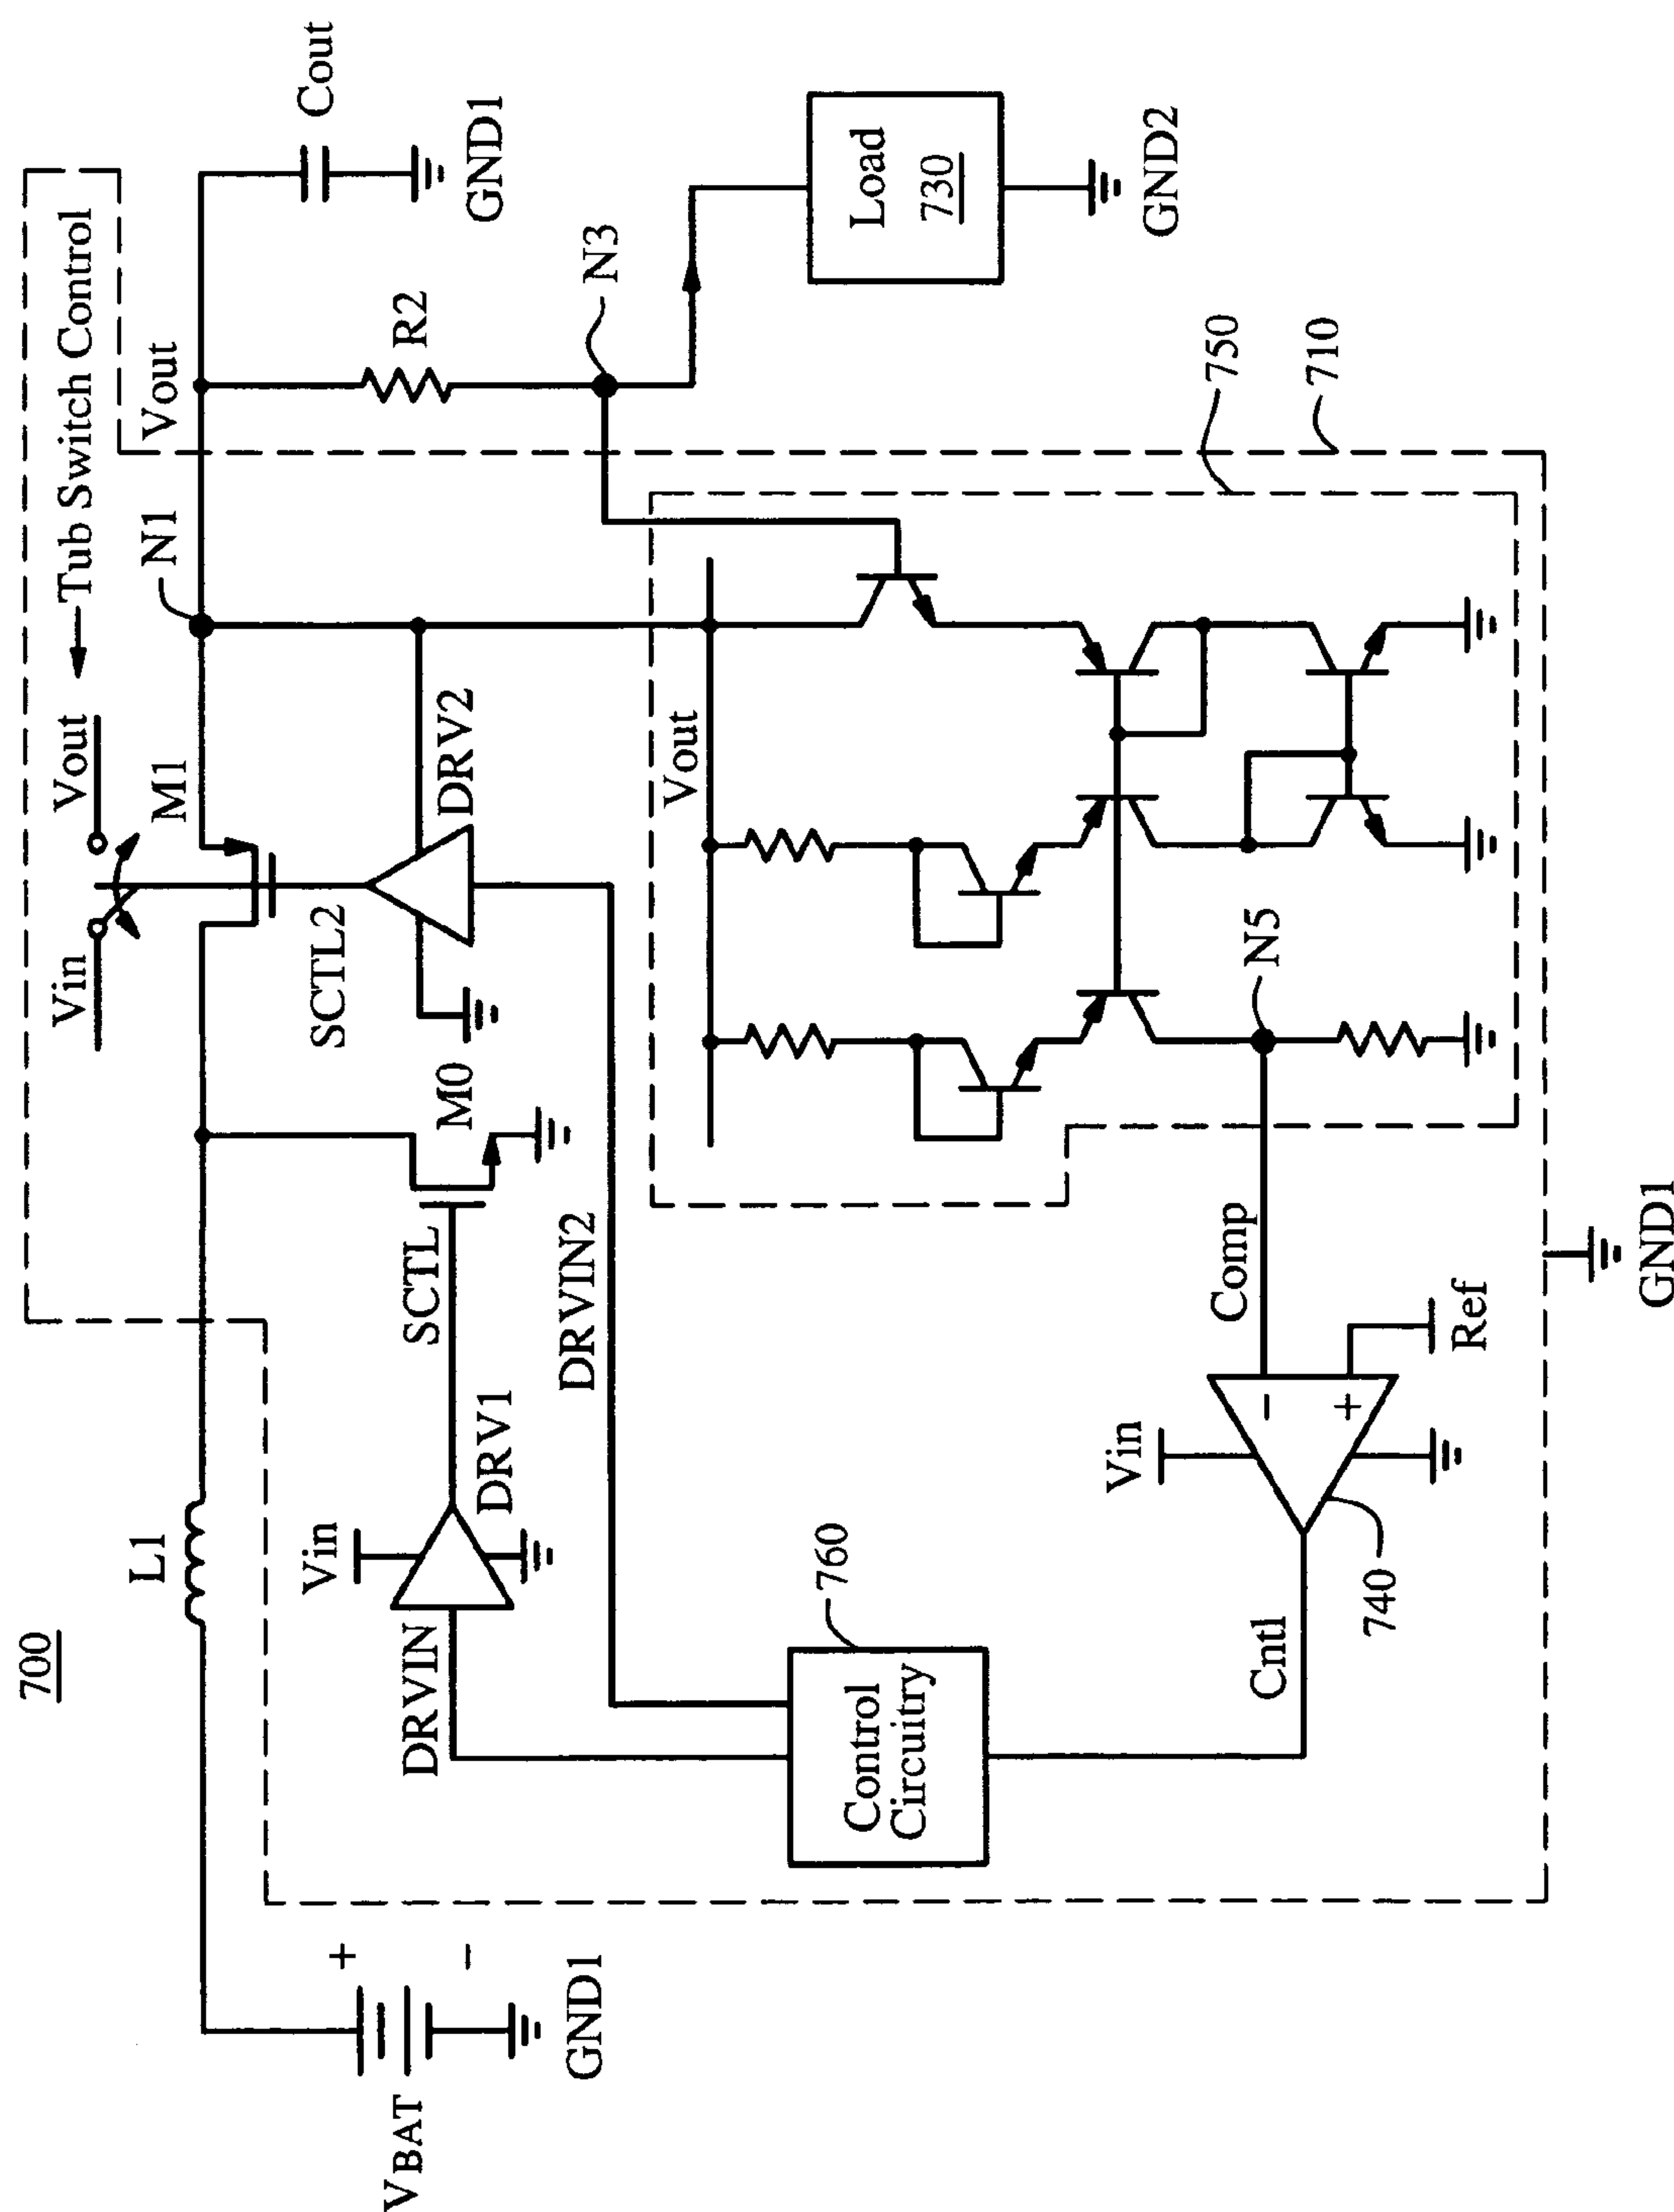 700
Tub Switch Control
Vin
Vout
M1
N1
Vout
Cout
GND1
L1
SCTL2
DRV2
R2
N3
Vin
DRV1
DRVIN
SCTL
M0
DRVIN2
VBAT
+
-
GND1
Load
730
GND2
Vout
750
710
760
Control
Circuitry
Vin
Comp
N5
-
+
Ref
740
Cntl
GND1